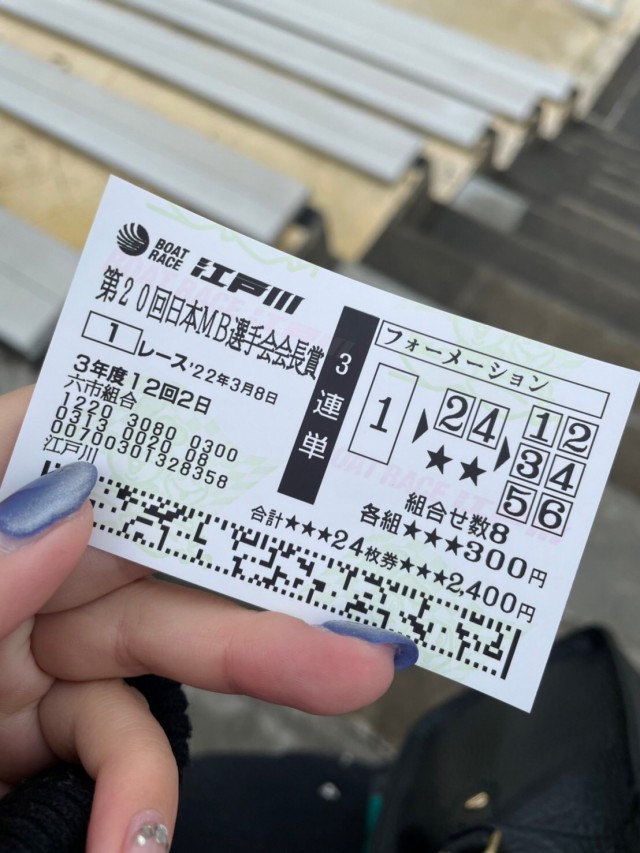 BOAT RACE 江戸川
第20回日本MB選手会会長賞
1 レース '22年3月8日
3年度12回2日
六市組合
1220 3080 0300
0313 0020 08
00700301328358
江戸川
3連単
フォーメーション
1 ▶ 24 ▶ 12
★★ 34
56
組合せ数8
各組★★★300円
合計★★★24枚券★★★2,400円